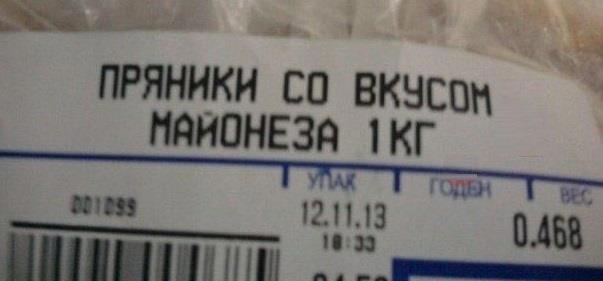 ПРЯНИКИ СО ВКУСОМ
МАЙОНЕЗА 1КГ
УПАК ГОДЕН ВЕС
001099 12.11.13 0.468
18:33